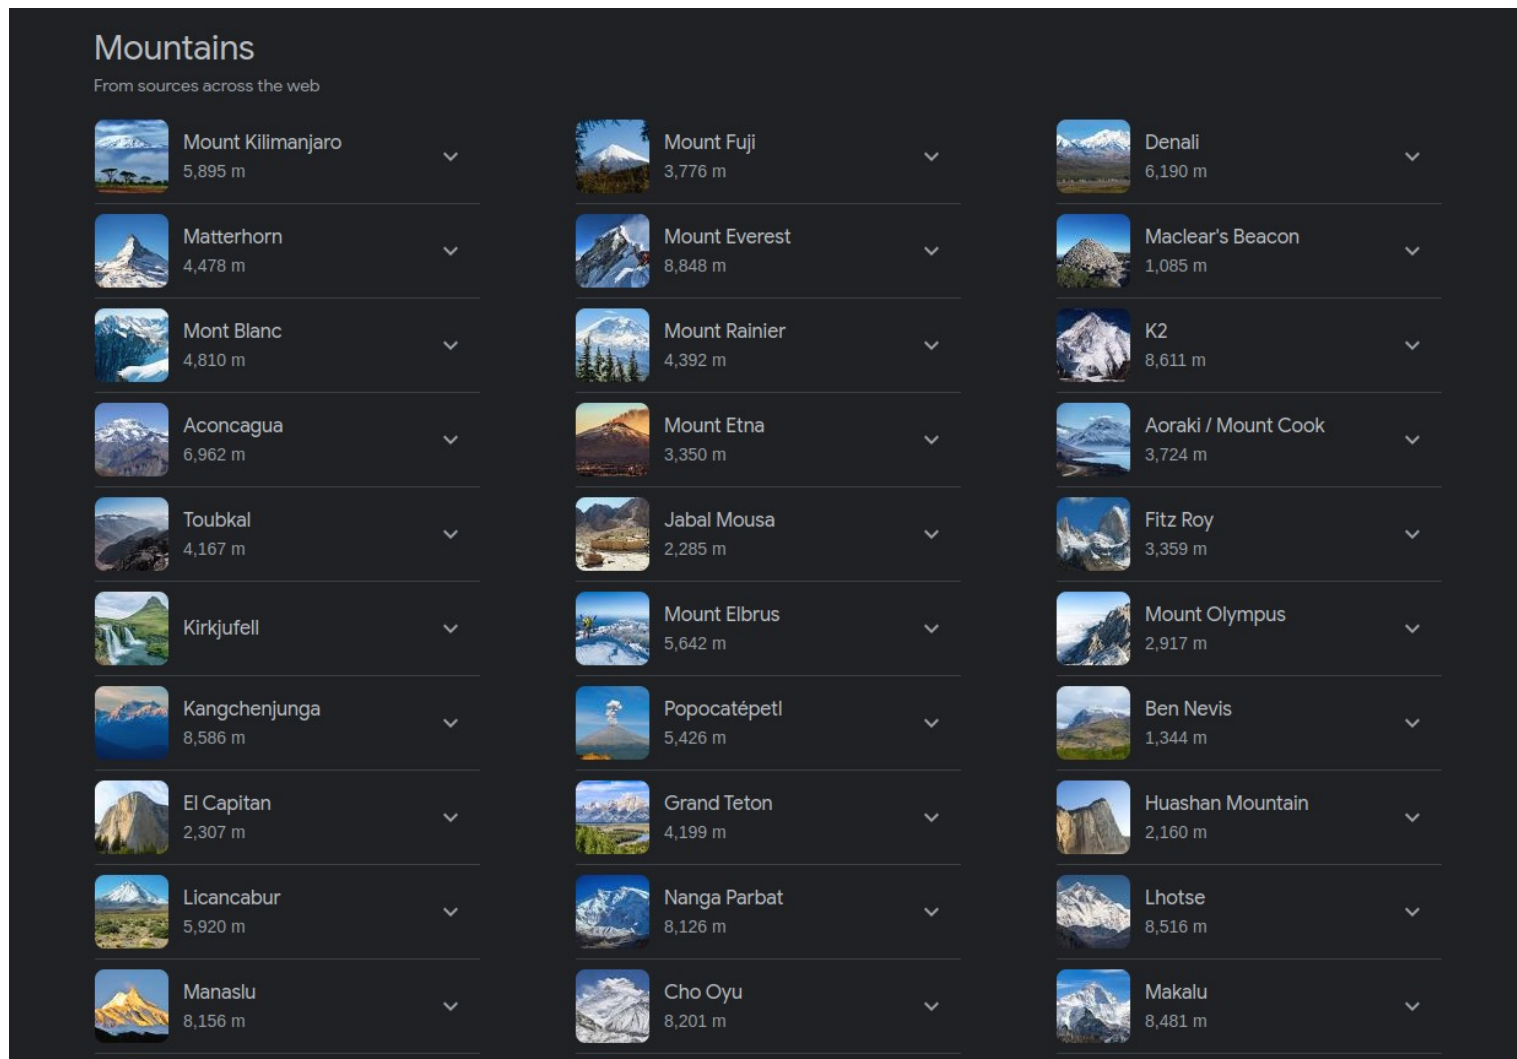 Mountains
From sources across the web
Mount Kilimanjaro
5,895 m
Mount Fuji
3,776 m
Denali
6,190 m
Matterhorn
4,478 m
Mount Everest
8,848 m
Maclear's Beacon
1,085 m
Mont Blanc
4,810 m
Mount Rainier
4,392 m
K2
8,611 m
Aconcagua
6,962 m
Mount Etna
3,350 m
Aoraki / Mount Cook
3,724 m
Toubkal
4,167 m
Jabal Mousa
2,285 m
Fitz Roy
3,359 m
Kirkjufell
Mount Elbrus
5,642 m
Mount Olympus
2,917 m
Kangchenjunga
8,586 m
Popocatépetl
5,426 m
Ben Nevis
1,344 m
El Capitan
2,307 m
Grand Teton
4,199 m
Huashan Mountain
2,160 m
Licancabur
5,920 m
Nanga Parbat
8,126 m
Lhotse
8,516 m
Manaslu
8,156 m
Cho Oyu
8,201 m
Makalu
8,481 m